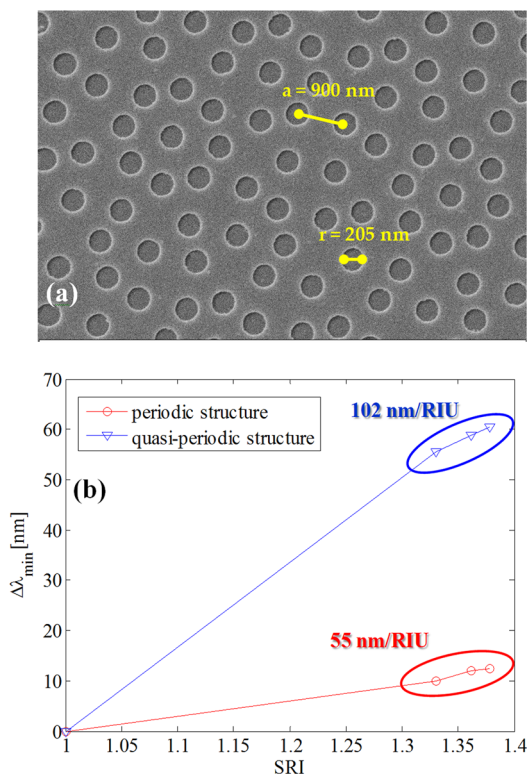 a = 900 nm
r = 205 nm
(a)
70
60
50
40
30
20
10
0
periodic structure
quasi-periodic structure
102 nm/RIU
(b)
55 nm/RIU
Δλmin [nm]
1
1.05
1.1
1.15
1.2
1.25
1.3
1.35
1.4
SRI